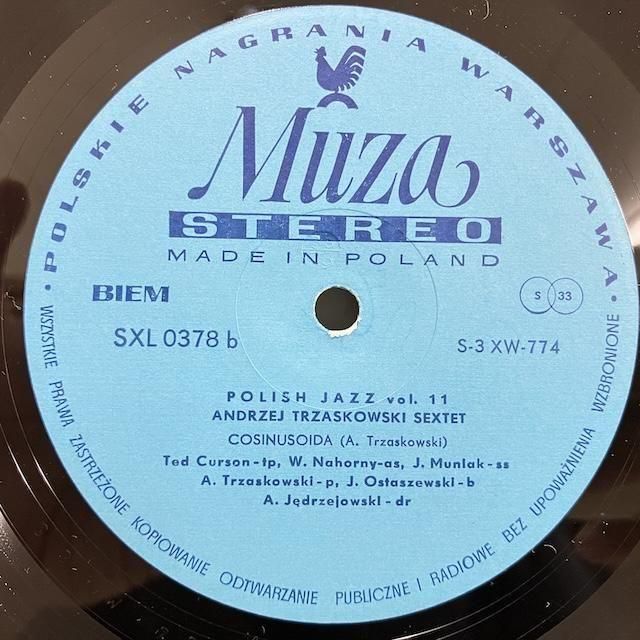 • POLSKIE NAGRANIA WARSZAWA •
Muza
STEREO
MADE IN POLAND
BIEM
S 33
SXL 0378 b
S-3 XW-774
POLISH JAZZ vol. 11
ANDRZEJ TRZASKOWSKI SEXTET
COSINUSOIDA (A. Trzaskowski)
Ted Curson-tp, W. Nahorny-as, J. Muniak-ss
A. Trzaskowski-p, J. Ostaszewski-b
A. Jędrzejowski-dr
WSZYSTKIE PRAWA ZASTRZEŻONE KOPIOWANIE ODTWARZANIE PUBLICZNE I RADIOWE BEZ UPOWAŻNIENIA WZBRONIONE